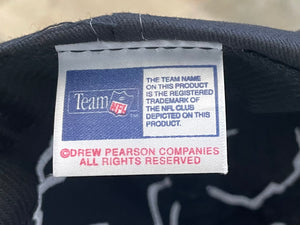 Team NFL TM
THE TEAM NAME
ON THIS PRODUCT
IS THE REGISTERED
TRADEMARK OF
THE NFL CLUB
DEPICTED ON THIS
PRODUCT.
©DREW PEARSON COMPANIES
ALL RIGHTS RESERVED